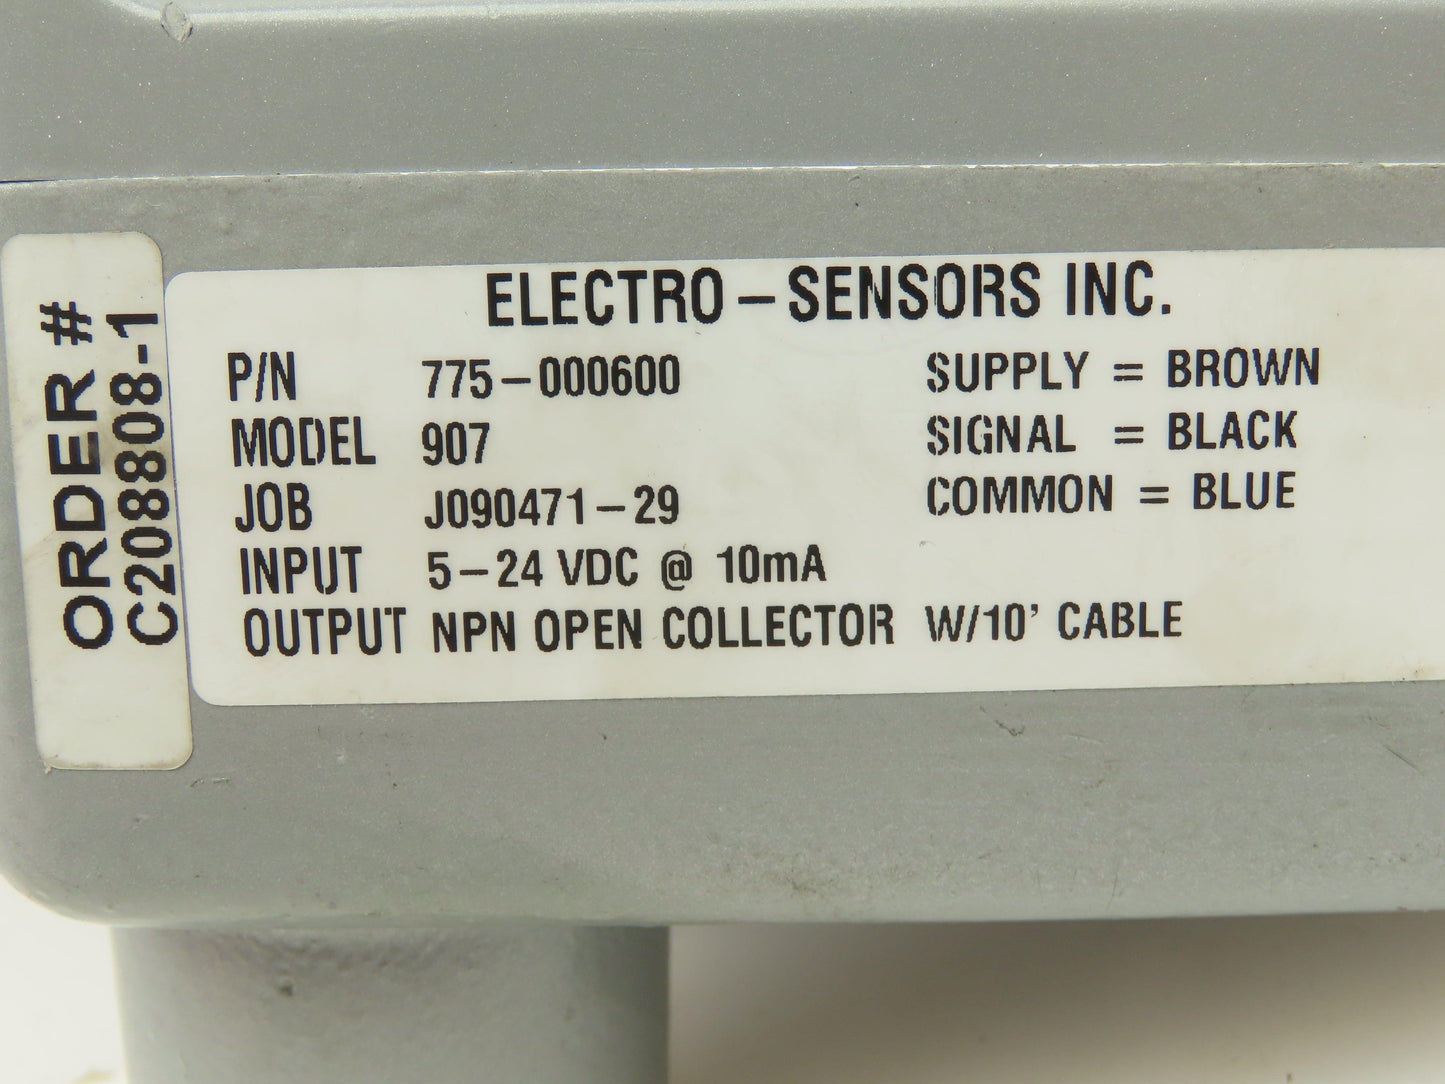 ORDER #
C208808-1
ELECTRO-SENSORS INC.
P/N 775-000600 SUPPLY = BROWN
MODEL 907 SIGNAL = BLACK
JOB J090471-29 COMMON = BLUE
INPUT 5-24 VDC @ 10mA
OUTPUT NPN OPEN COLLECTOR W/10' CABLE